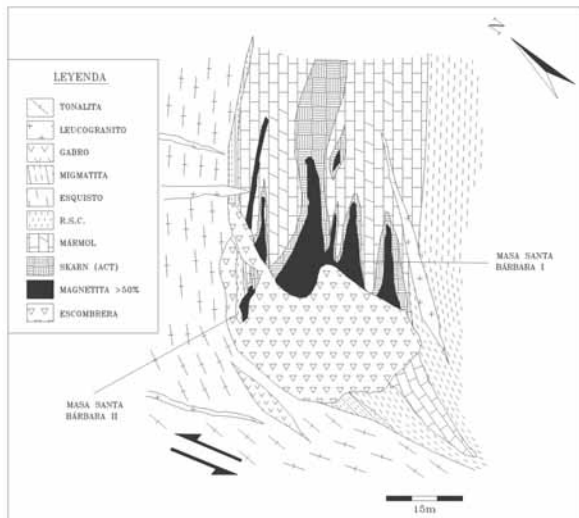 N
LEYENDA
TONALITA
LEUCOGRANITO
GABRO
MIGMATITA
ESQUISTO
R.S.C.
MÁRMOL
SKARN (ACT)
MAGNETITA >50%
ESCOMBRERA
MASA SANTA
BÁRBARA I
MASA SANTA
BÁRBARA II
15m